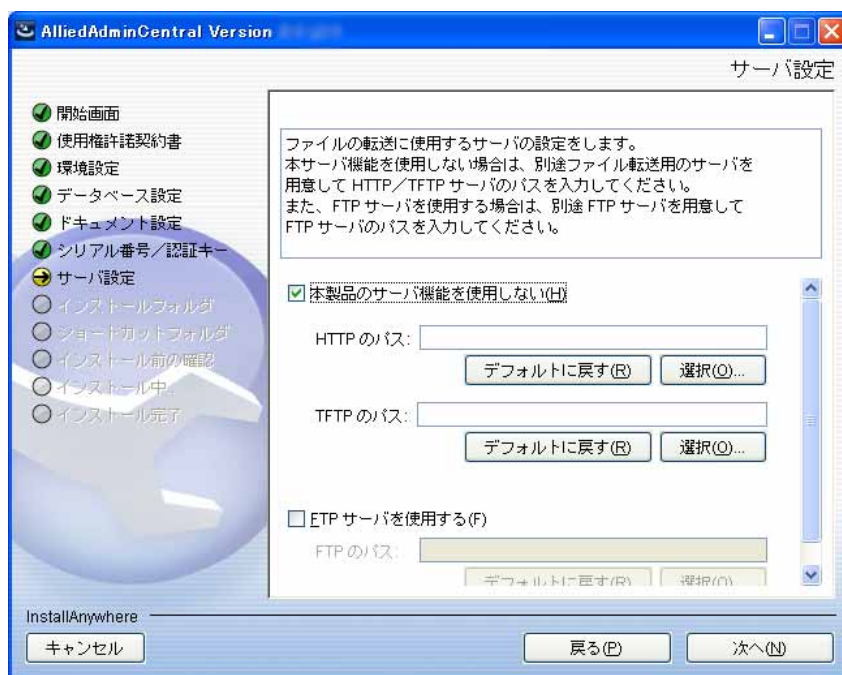 AlliedAdminCentral Version
サーバ設定
開始画面
使用権許諾契約書
環境設定
データベース設定
ドキュメント設定
シリアル番号／認証キー
サーバ設定
インストールフォルダ
ショートカットフォルダ
インストール前の確認
インストール中...
インストール完了
ファイルの転送に使用するサーバの設定をします。
本サーバ機能を使用しない場合は、別途ファイル転送用のサーバを
用意して HTTP／TFTP サーバのパスを入力してください。
また、FTP サーバを使用する場合は、別途 FTP サーバを用意して
FTP サーバのパスを入力してください。
本製品のサーバ機能を使用しない(H)
HTTP のパス:
デフォルトに戻す(R) 選択(O)...
TFTP のパス:
デフォルトに戻す(R) 選択(O)...
FTP サーバを使用する(F)
FTP のパス:
デフォルトに戻す(R) 選択(O)...
InstallAnywhere
キャンセル 戻る(P) 次へ(N)